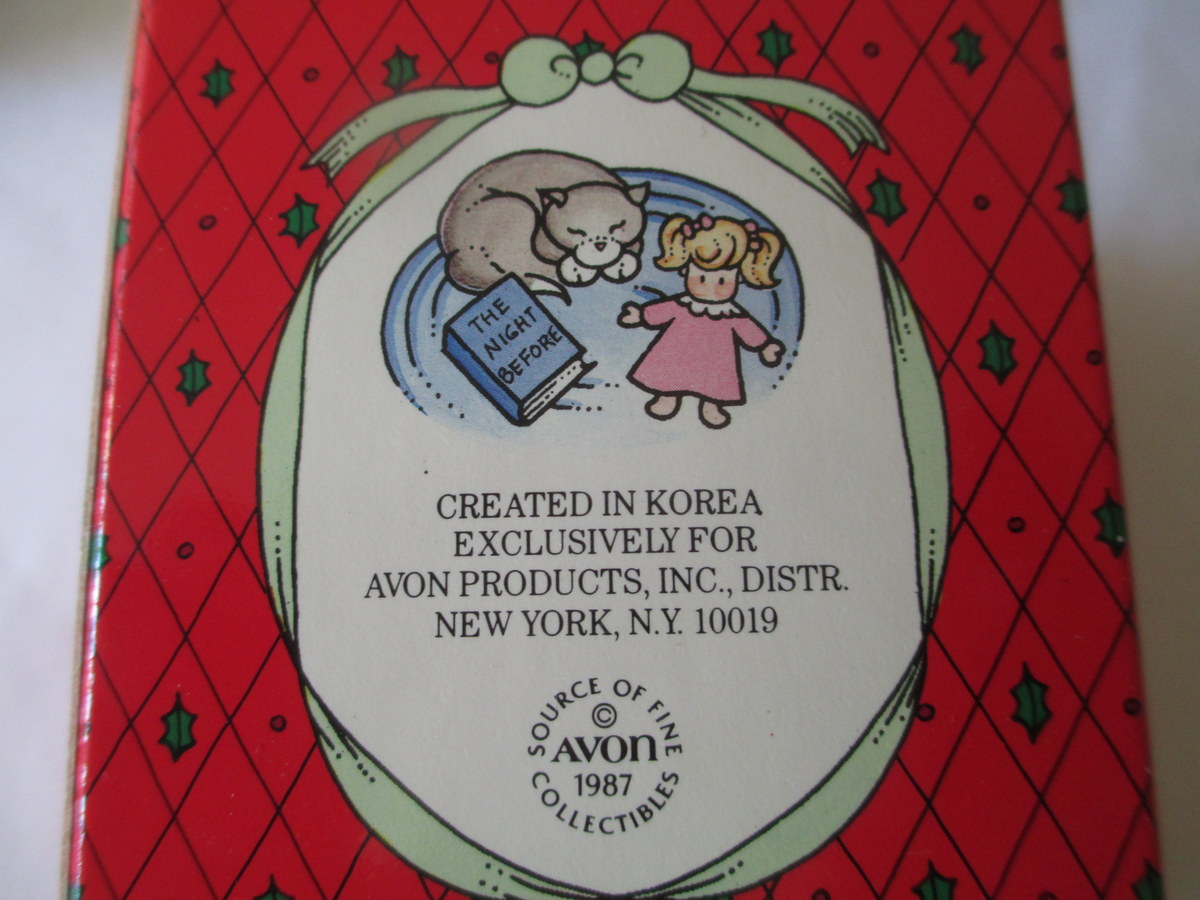 THE
NIGHT
BEFORE
CREATED IN KOREA
EXCLUSIVELY FOR
AVON PRODUCTS, INC., DISTR.
NEW YORK, N.Y. 10019
SOURCE OF FINE
©
AVON
1987
COLLECTIBLES